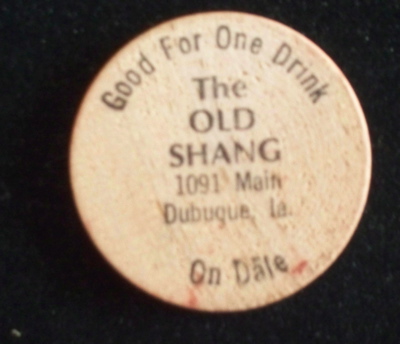 Good For One Drink
The
OLD
SHANG
1091 Main
Dubuque, Ia.
On Dale